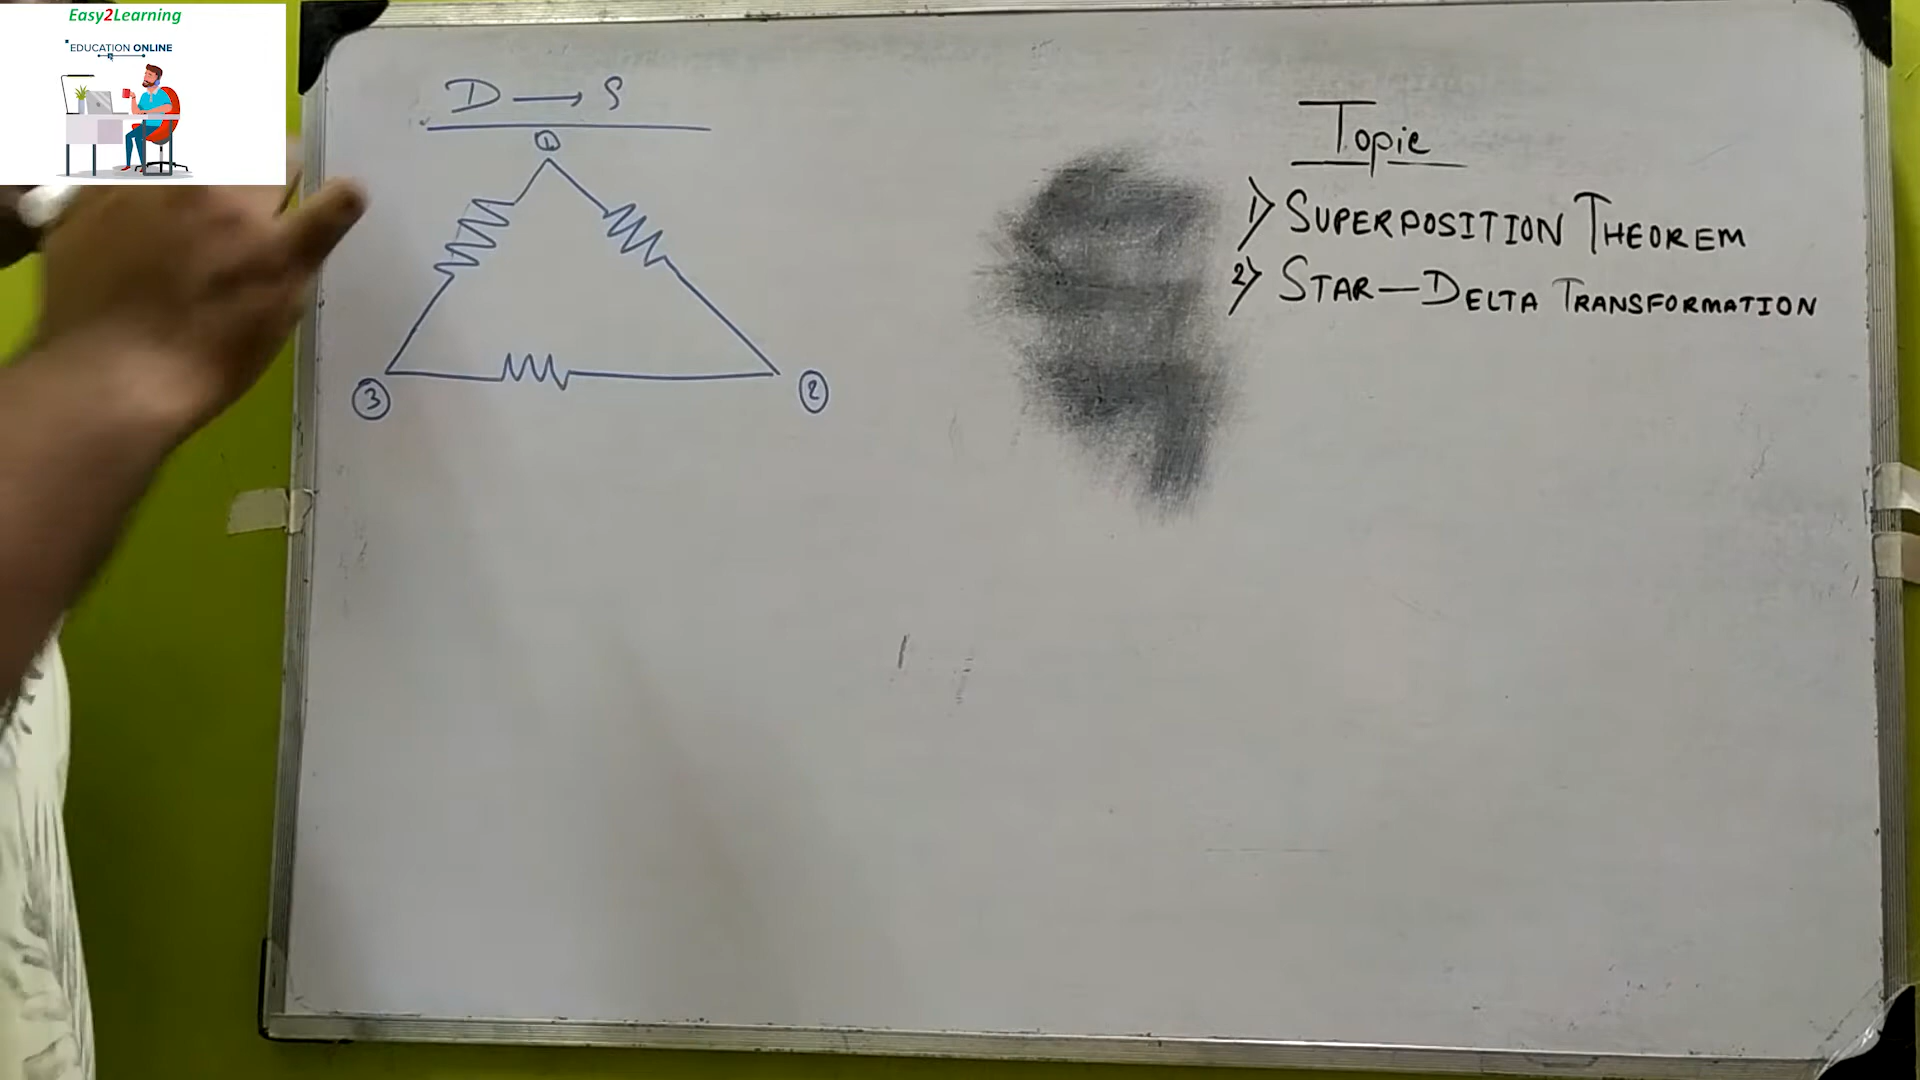 Easy2Learning
EDUCATION ONLINE
D → S
1
3
2
Topic
1) SUPERPOSITION THEOREM
2) STAR-DELTA TRANSFORMATION